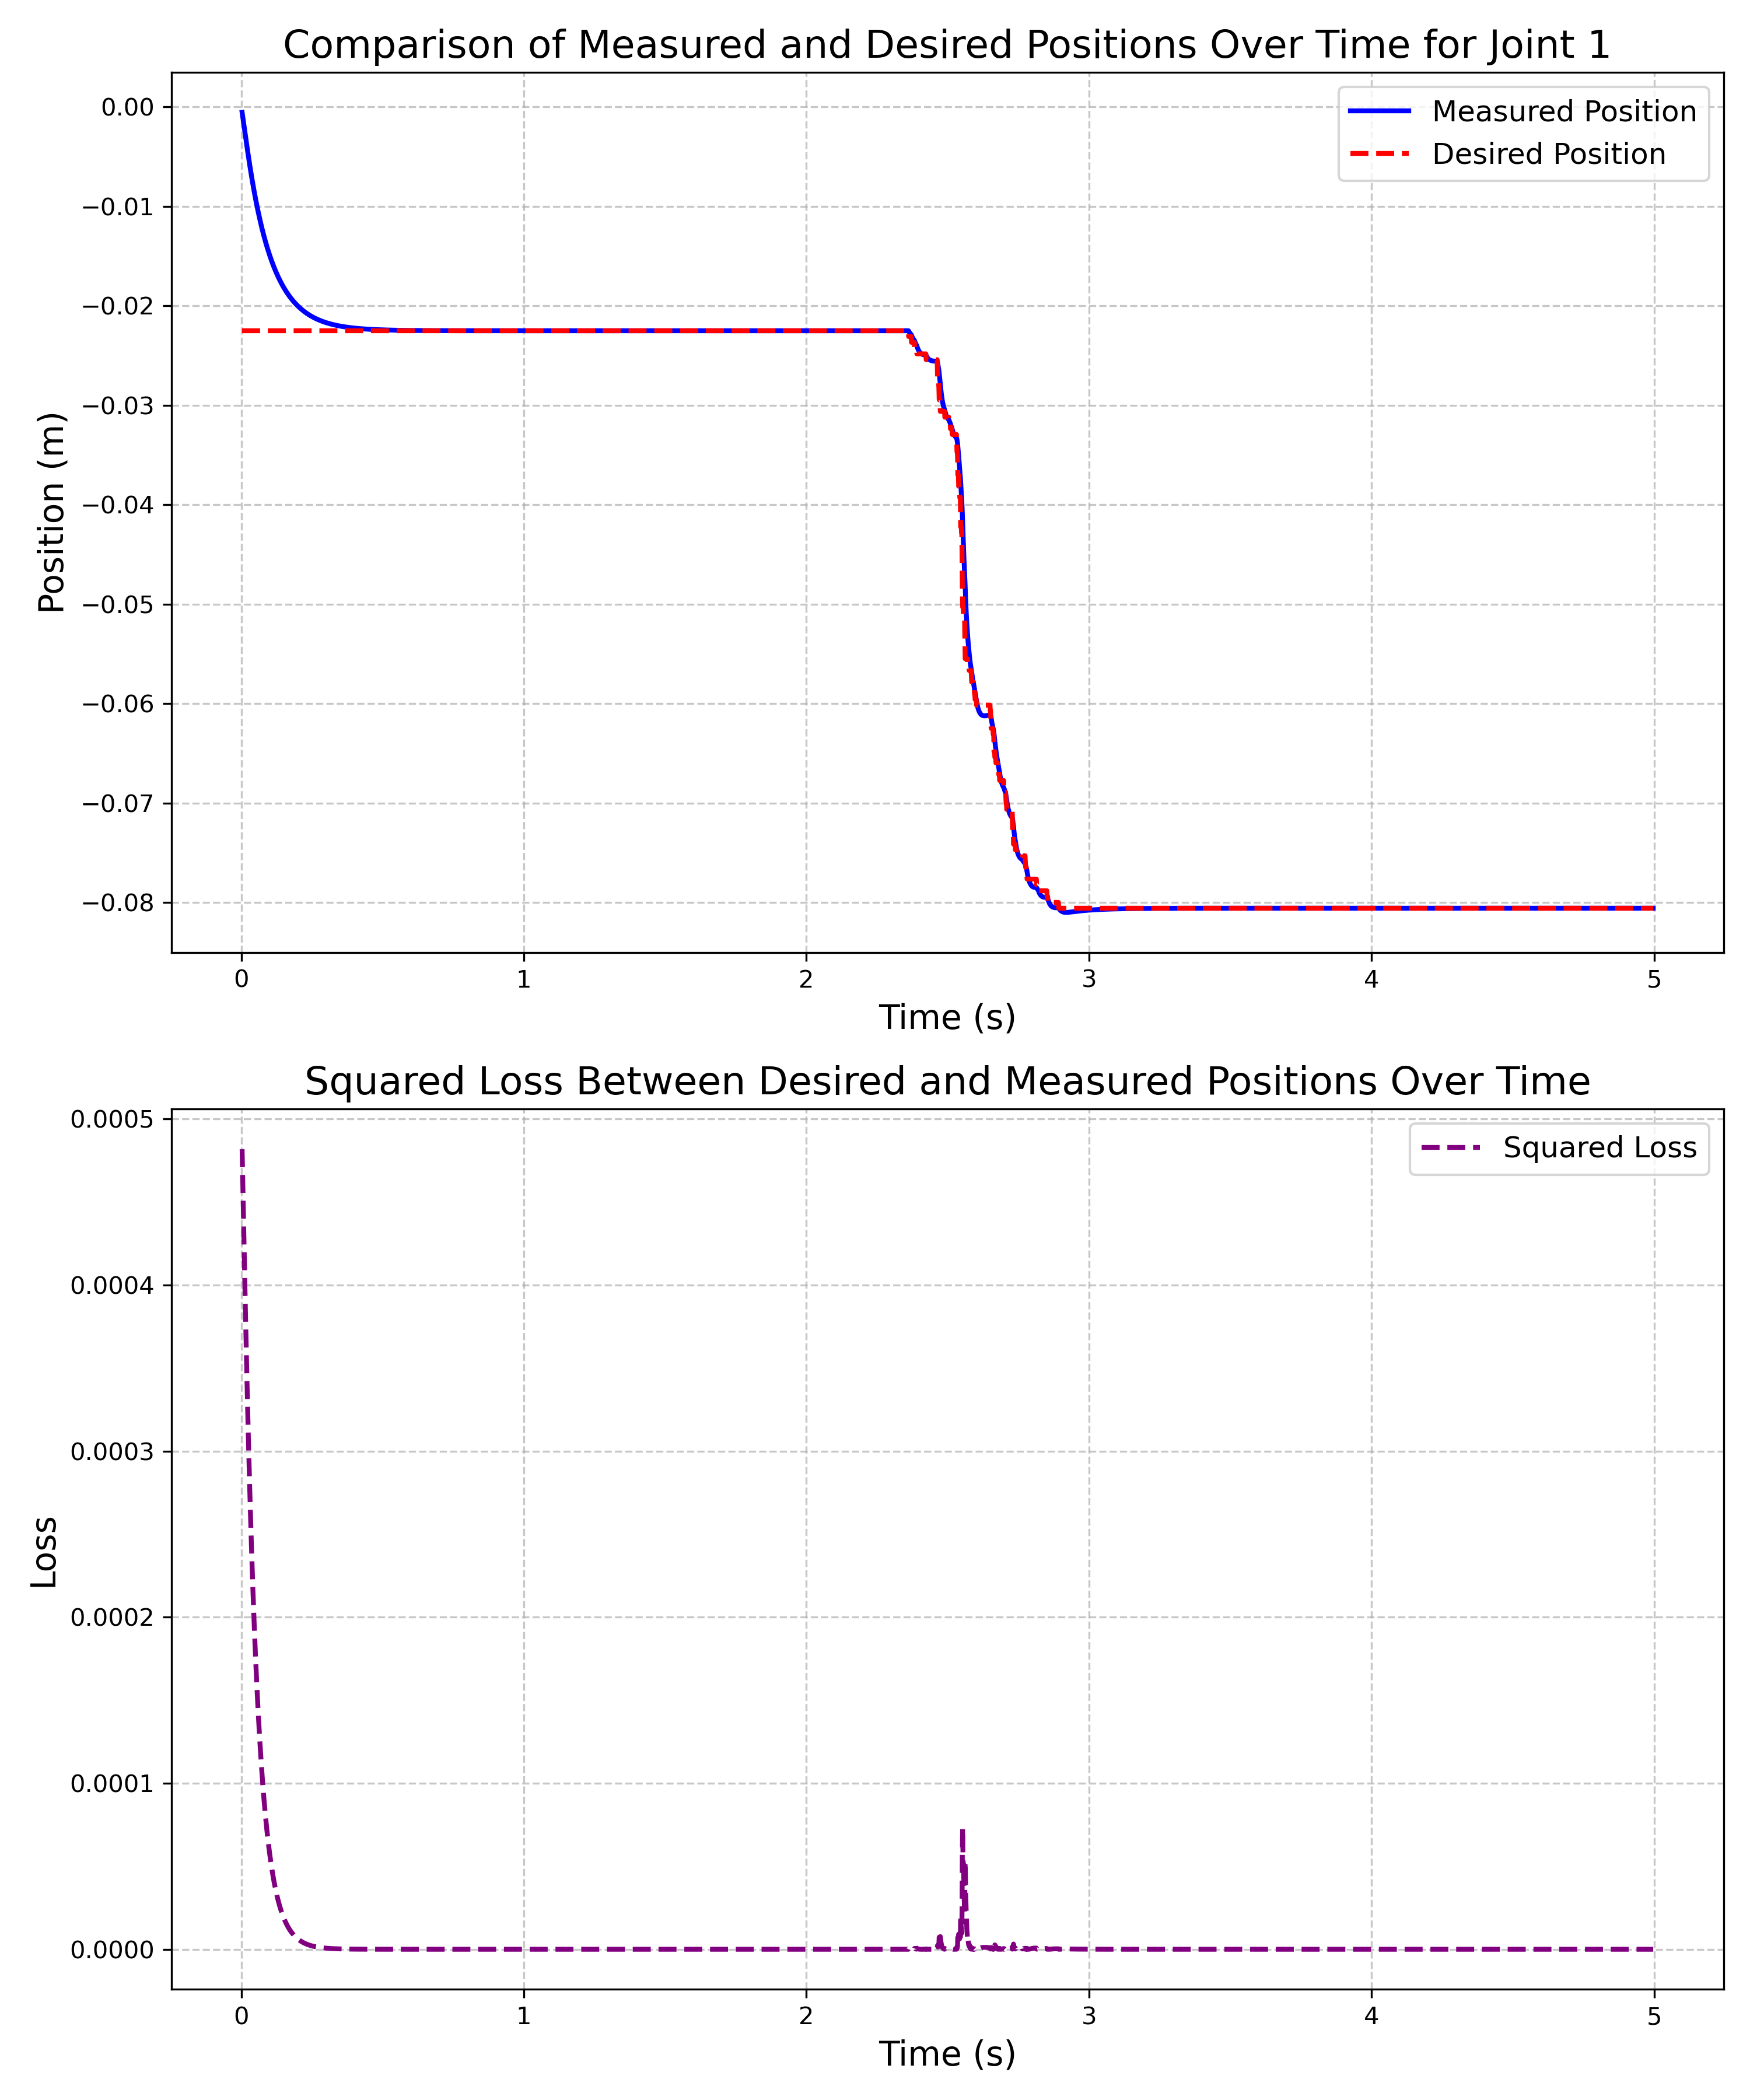 Comparison of Measured and Desired Positions Over Time for Joint 1
Measured Position
Desired Position
0.00
−0.01
−0.02
−0.03
−0.04
−0.05
−0.06
−0.07
−0.08
Position (m)
0 1 2 3 4 5
Time (s)
Squared Loss Between Desired and Measured Positions Over Time
Squared Loss
0.0005
0.0004
0.0003
0.0002
0.0001
0.0000
Loss
0 1 2 3 4 5
Time (s)